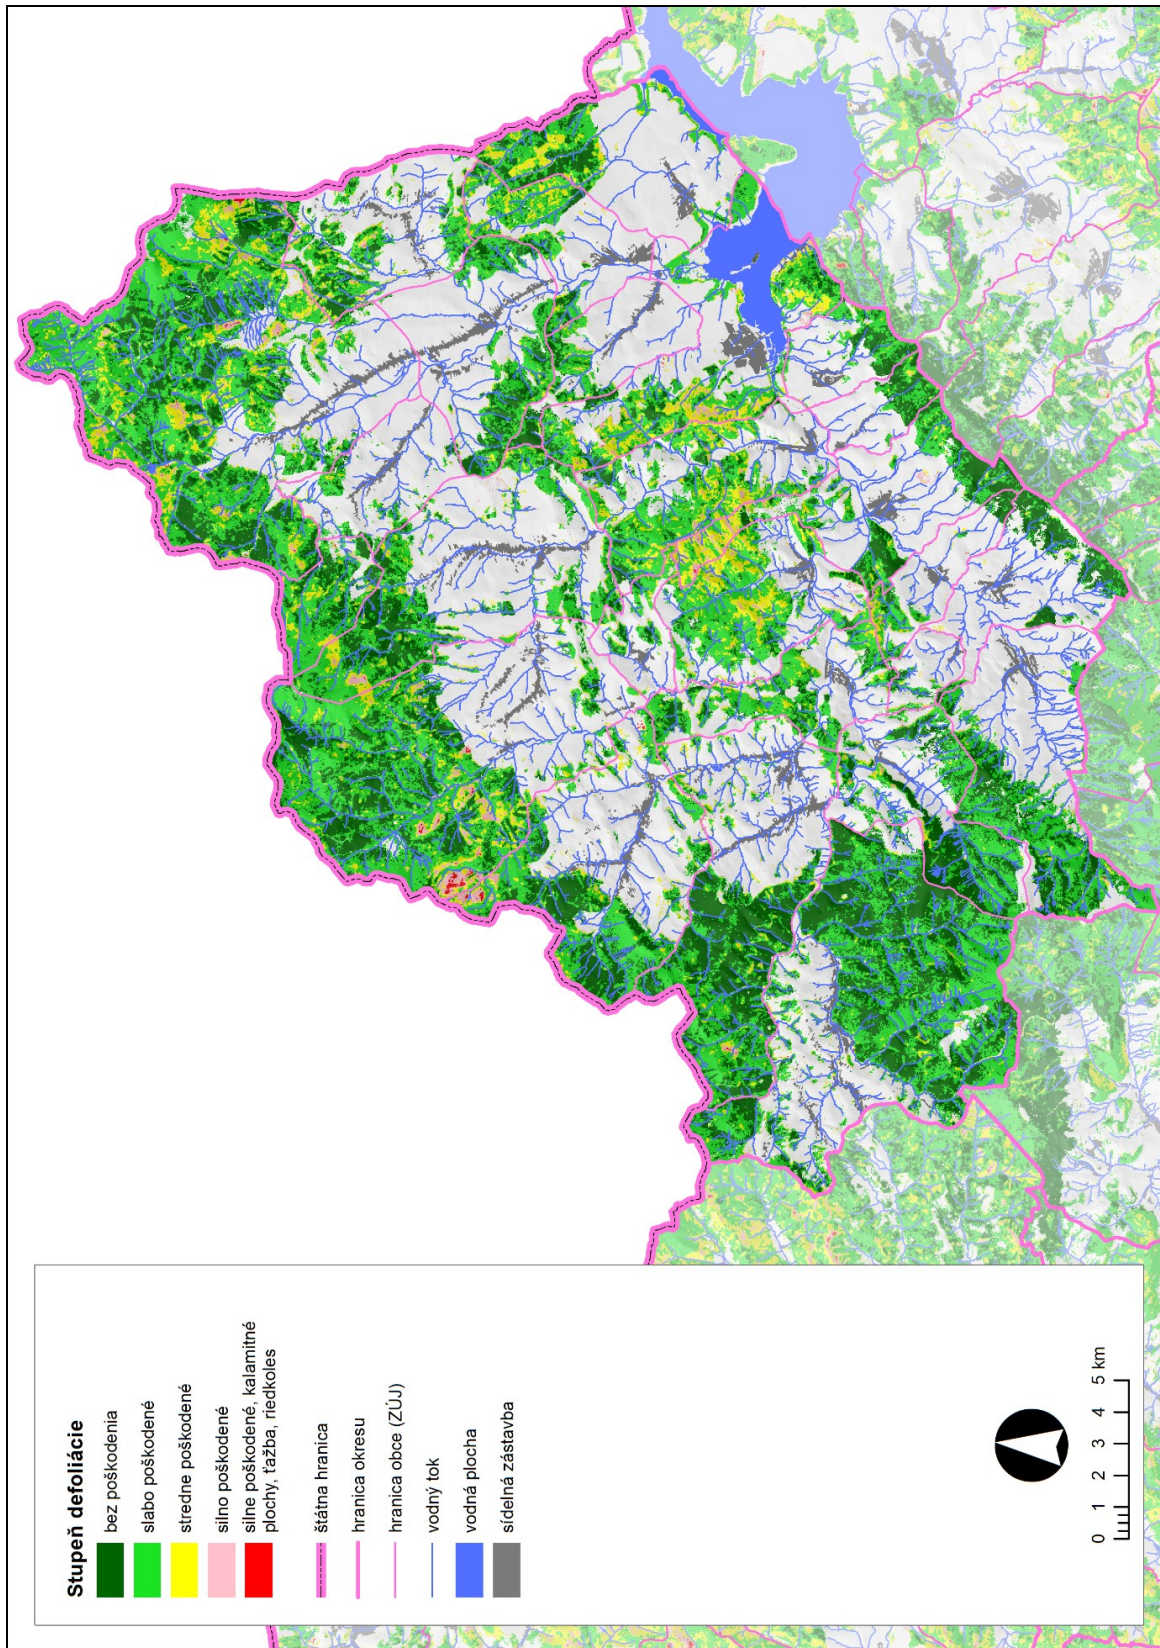 Stupeň defoliácie
bez poškodenia
slabo poškodené
stredne poškodené
silno poškodené
silne poškodené, kalamitné
plochy, ťažba, riedkoles
štátna hranica
hranica okresu
hranica obce (ZÚJ)
vodný tok
vodná plocha
sídelná zástavba
0 1 2 3 4 5 km